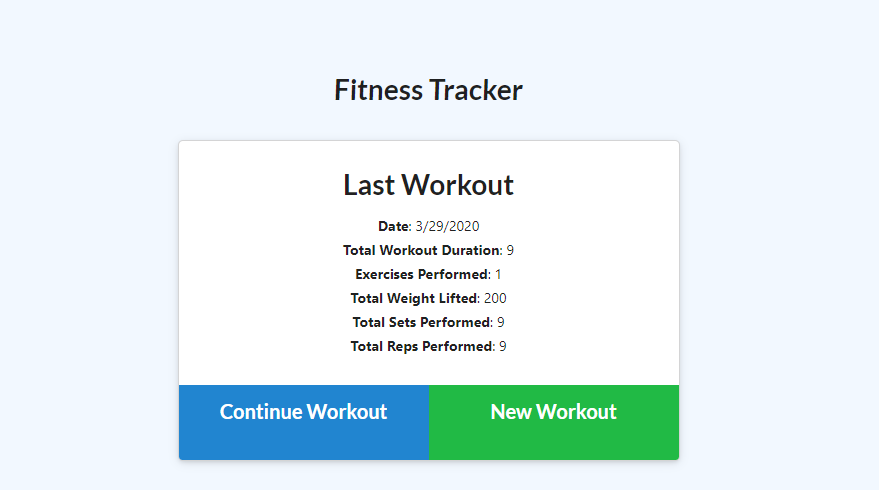 Fitness Tracker
Last Workout
Date: 3/29/2020
Total Workout Duration: 9
Exercises Performed: 1
Total Weight Lifted: 200
Total Sets Performed: 9
Total Reps Performed: 9
Continue Workout
New Workout